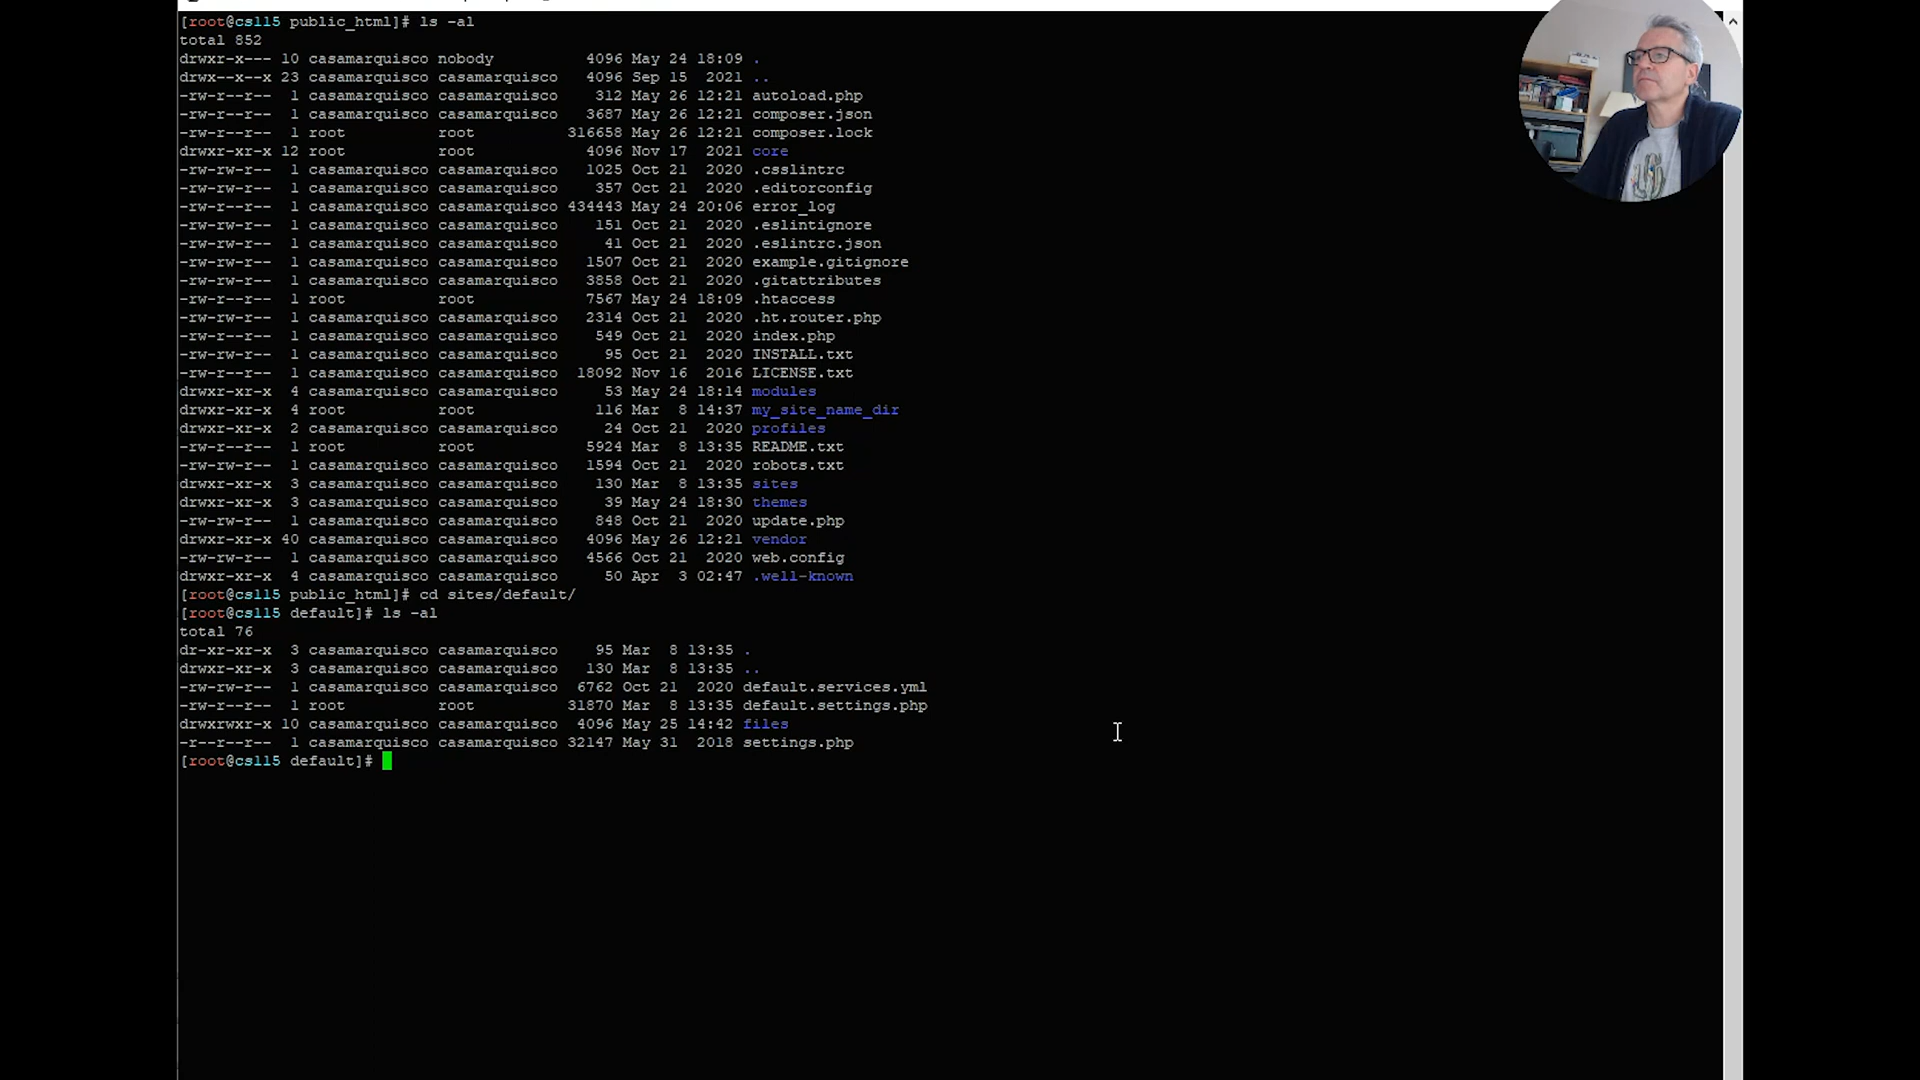 [root@cs115 public_html]# ls -al
total 852
drwxr-x--- 10 casamarquisco nobody 4096 May 24 18:09 .
drwx--x--x 23 casamarquisco casamarquisco 4096 Sep 15 2021 ..
-rw-r--r-- 1 casamarquisco casamarquisco 312 May 26 12:21 autoload.php
-rw-r--r-- 1 casamarquisco casamarquisco 3687 May 26 12:21 composer.json
-rw-r--r-- 1 root root 316658 May 26 12:21 composer.lock
drwxr-xr-x 12 root root 4096 Nov 17 2021 core
-rw-r--r-- 1 casamarquisco casamarquisco 1025 Oct 21 2020 .csslintrc
-rw-r--r-- 1 casamarquisco casamarquisco 357 Oct 21 2020 .editorconfig
-rw-r--r-- 1 casamarquisco casamarquisco 434443 May 24 20:06 error_log
-rw-r--r-- 1 casamarquisco casamarquisco 151 Oct 21 2020 .eslintignore
-rw-r--r-- 1 casamarquisco casamarquisco 41 Oct 21 2020 .eslintrc.json
-rw-rw-r-- 1 casamarquisco casamarquisco 1507 Oct 21 2020 example.gitignore
-rw-r--r-- 1 casamarquisco casamarquisco 3858 Oct 21 2020 .gitattributes
-rw-r--r-- 1 root root 7567 May 24 18:09 .htaccess
-rw-r--r-- 1 casamarquisco casamarquisco 2314 Oct 21 2020 .ht.router.php
-rw-rw-r-- 1 casamarquisco casamarquisco 549 Oct 21 2020 index.php
-rw-rw-r-- 1 casamarquisco casamarquisco 95 Oct 21 2020 INSTALL.txt
-rw-rw-r-- 1 casamarquisco casamarquisco 18092 Nov 16 2016 LICENSE.txt
drwxr-xr-x 4 casamarquisco casamarquisco 53 May 24 18:14 modules
drwxr-xr-x 4 root root 116 Mar 8 14:37 my_site_name_dir
drwxr-xr-x 2 casamarquisco casamarquisco 24 Oct 21 2020 profiles
-rw-r--r-- 1 root root 5924 Mar 8 13:35 README.txt
-rw-rw-r-- 1 casamarquisco casamarquisco 1594 Oct 21 2020 robots.txt
drwxr-xr-x 3 casamarquisco casamarquisco 130 Mar 8 13:35 sites
drwxr-xr-x 3 casamarquisco casamarquisco 39 May 24 18:30 themes
-rw-rw-r-- 1 casamarquisco casamarquisco 848 Oct 21 2020 update.php
drwxr-xr-x 40 casamarquisco casamarquisco 4096 May 26 12:21 vendor
-rw-rw-r-- 1 casamarquisco casamarquisco 4566 Oct 21 2020 web.config
drwxr-xr-x 4 casamarquisco casamarquisco 50 Apr 3 02:47 .well-known
[root@cs115 public_html]# cd sites/default/
[root@cs115 default]# ls -al
total 76
dr-xr-xr-x 3 casamarquisco casamarquisco 95 Mar 8 13:35 .
drwxr-xr-x 3 casamarquisco casamarquisco 130 Mar 8 13:35 ..
-rw-rw-r-- 1 casamarquisco casamarquisco 6762 Oct 21 2020 default.services.yml
-rw-r--r-- 1 root root 31870 Mar 8 13:35 default.settings.php
drwxrwxr-x 10 casamarquisco casamarquisco 4096 May 25 14:42 files
-r--r--r-- 1 casamarquisco casamarquisco 32147 May 31 2018 settings.php
[root@cs115 default]#